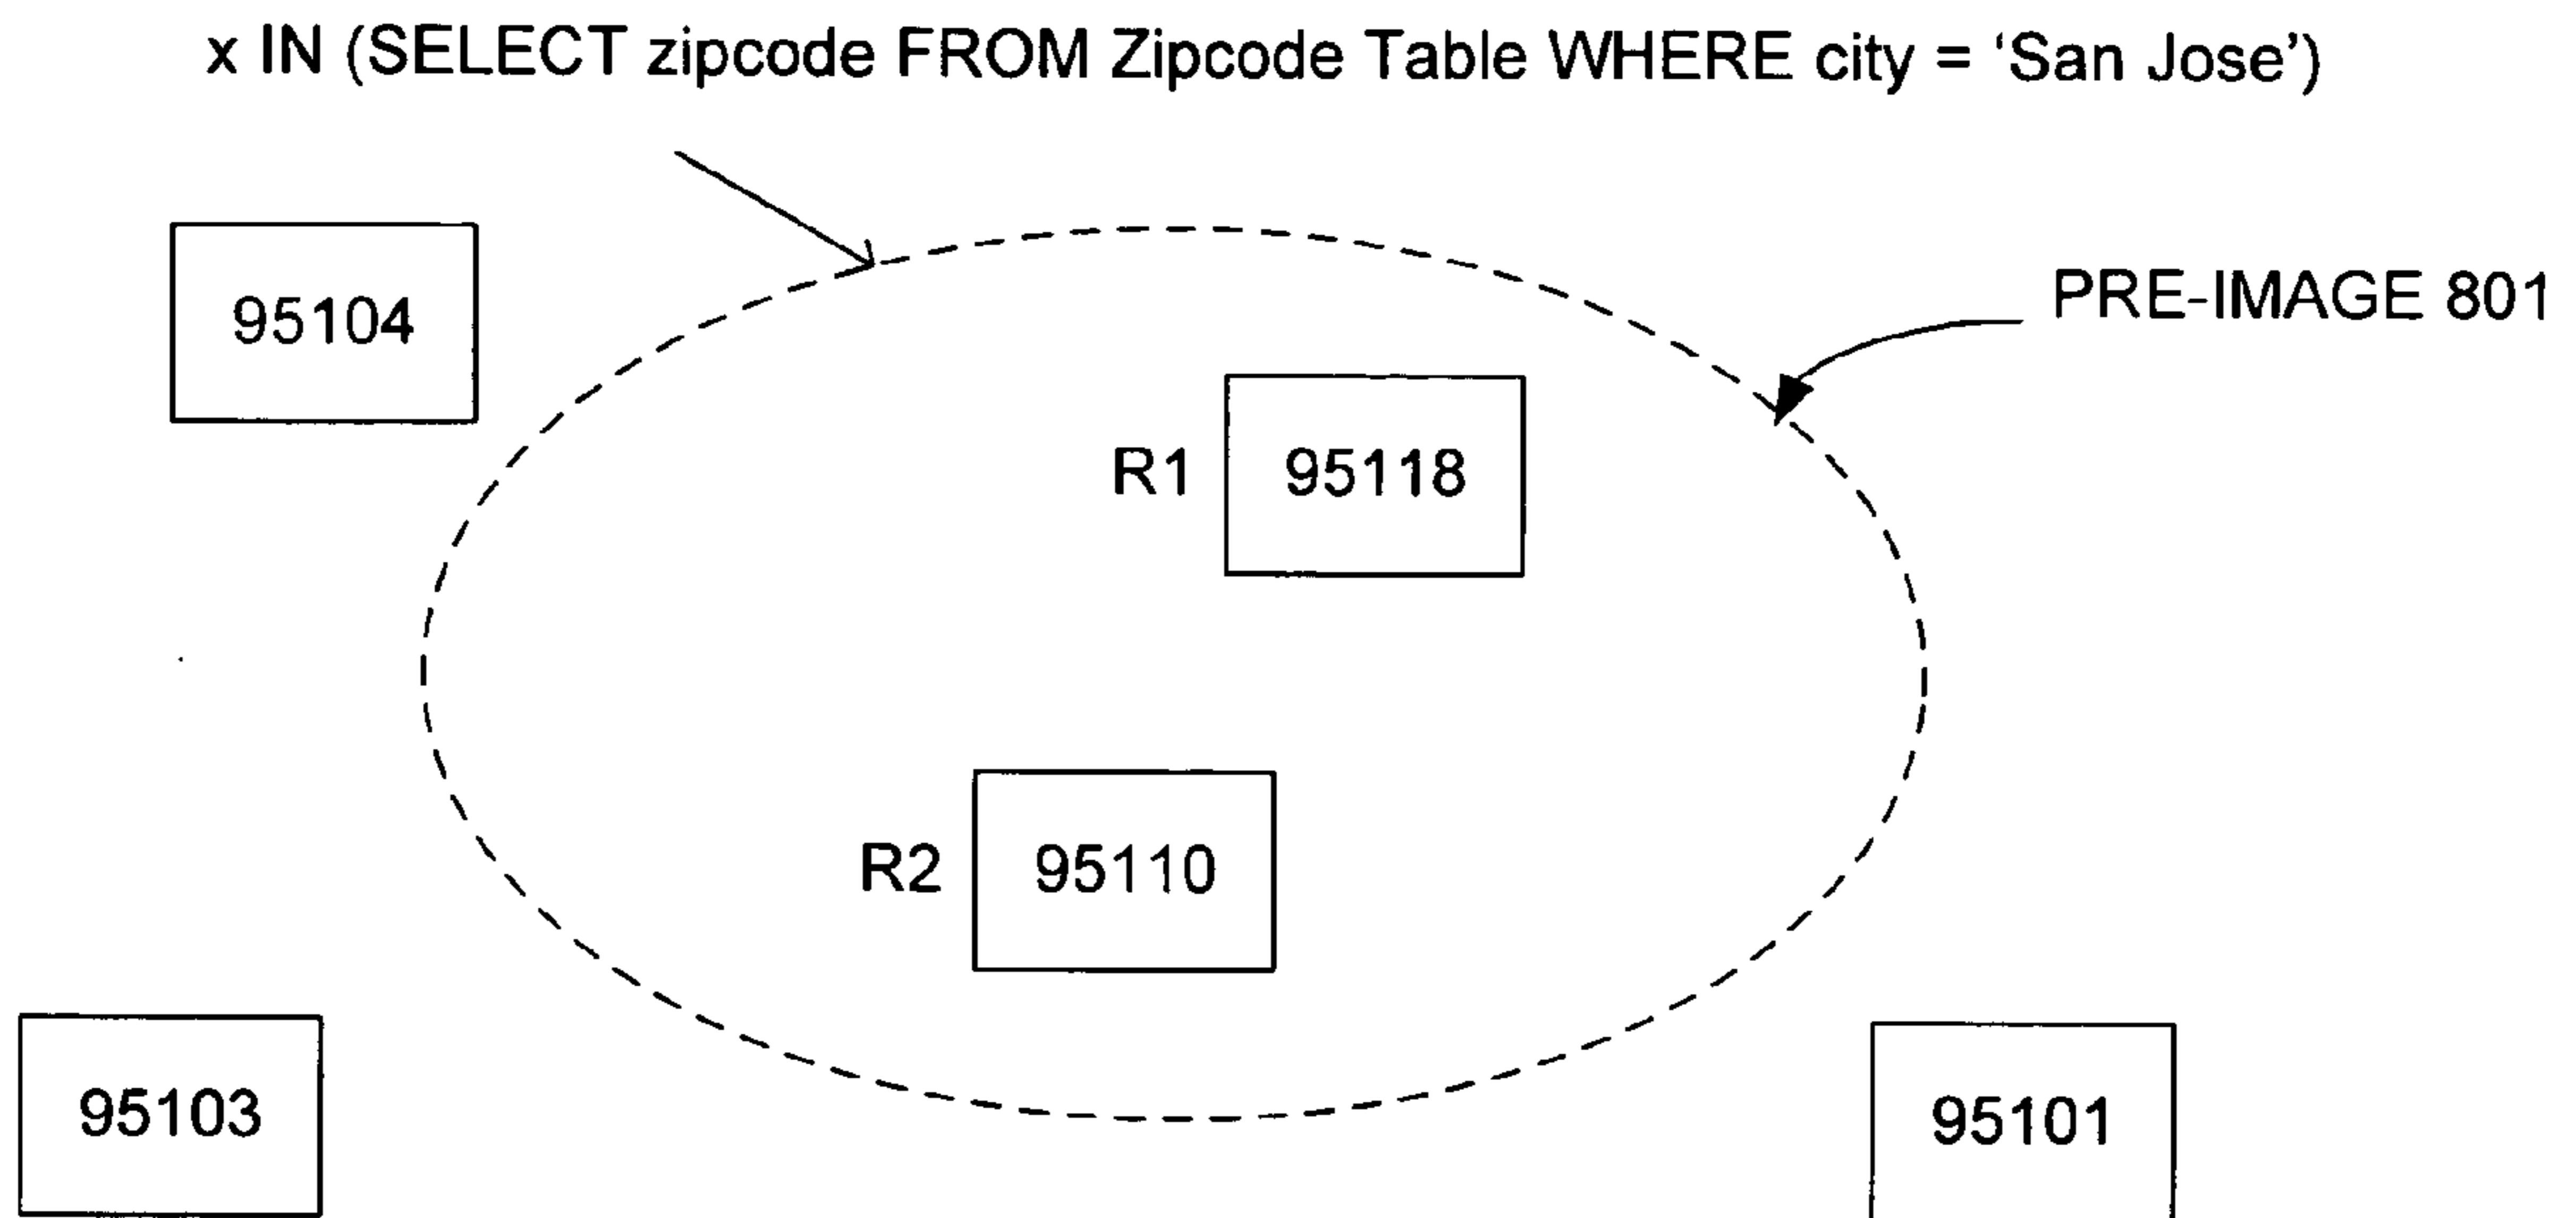 x IN (SELECT zipcode FROM Zipcode Table WHERE city = ‘San Jose’)
PRE-IMAGE 801
95104
R1 95118
R2 95110
95103
95101